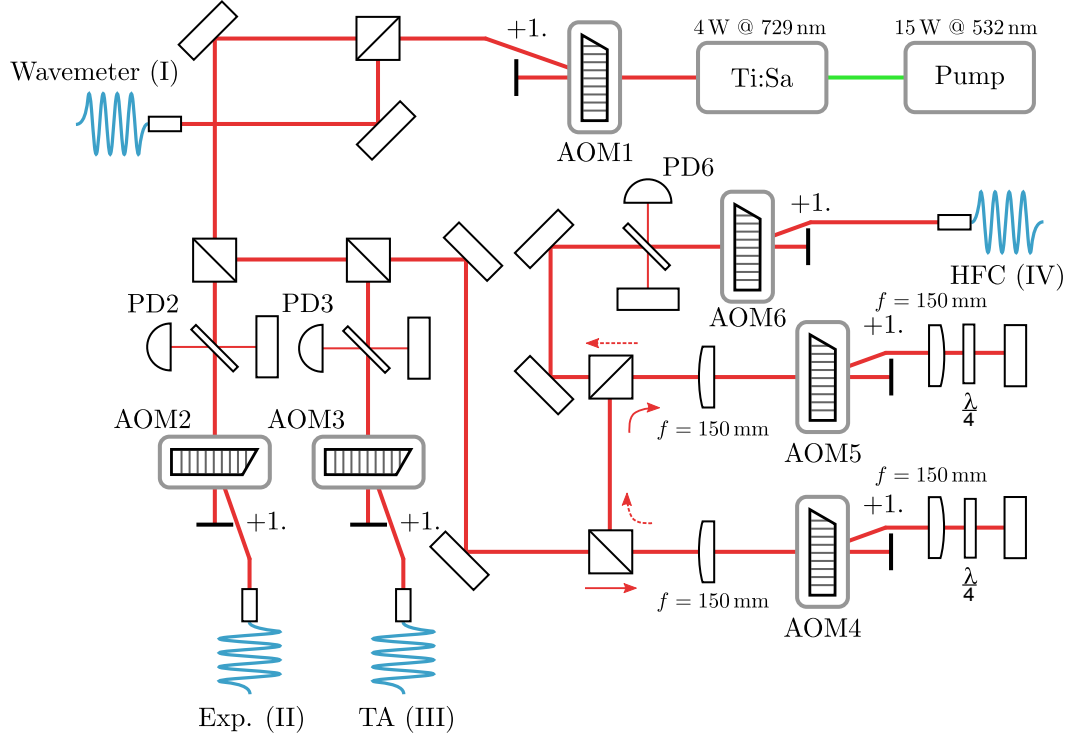 4 W @ 729 nm
15 W @ 532 nm
+1.
Wavemeter (I)
Ti:Sa
Pump
AOM1
PD6
+1.
HFC (IV)
PD2
PD3
AOM6
f = 150 mm
+1.
AOM2
AOM3
λ/4
f = 150 mm
AOM5
f = 150 mm
+1.
+1.
+1.
λ/4
f = 150 mm
AOM4
Exp. (II)
TA (III)